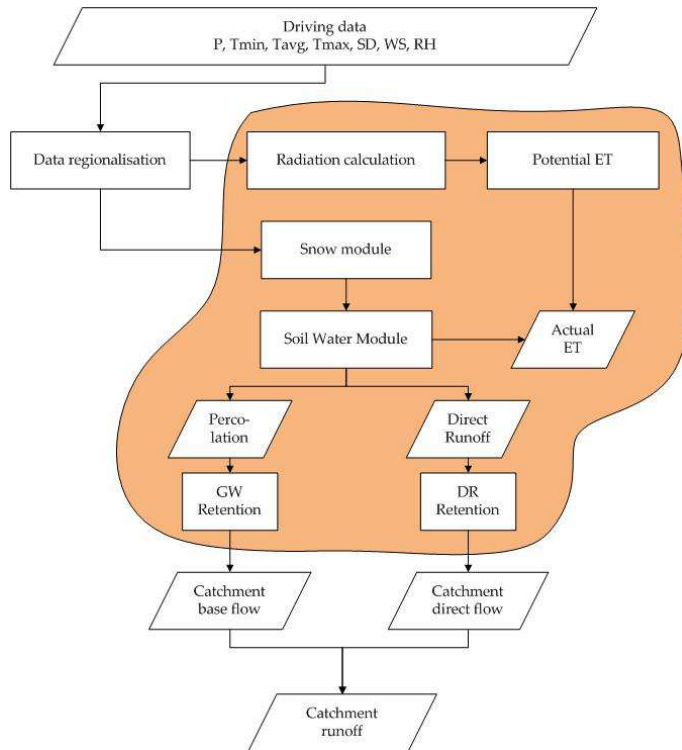 Driving data
P, Tmin, Tavg, Tmax, SD, WS, RH
Data regionalisation
Radiation calculation
Potential ET
Snow module
Soil Water Module
Actual
ET
Perco-
lation
Direct
Runoff
GW
Retention
DR
Retention
Catchment
base flow
Catchment
direct flow
Catchment
runoff